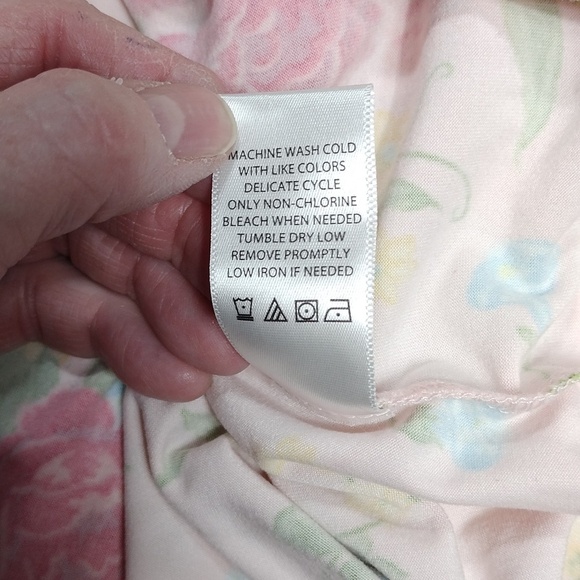 MACHINE WASH COLD
WITH LIKE COLORS
DELICATE CYCLE
ONLY NON-CHLORINE
BLEACH WHEN NEEDED
TUMBLE DRY LOW
REMOVE PROMPTLY
LOW IRON IF NEEDED